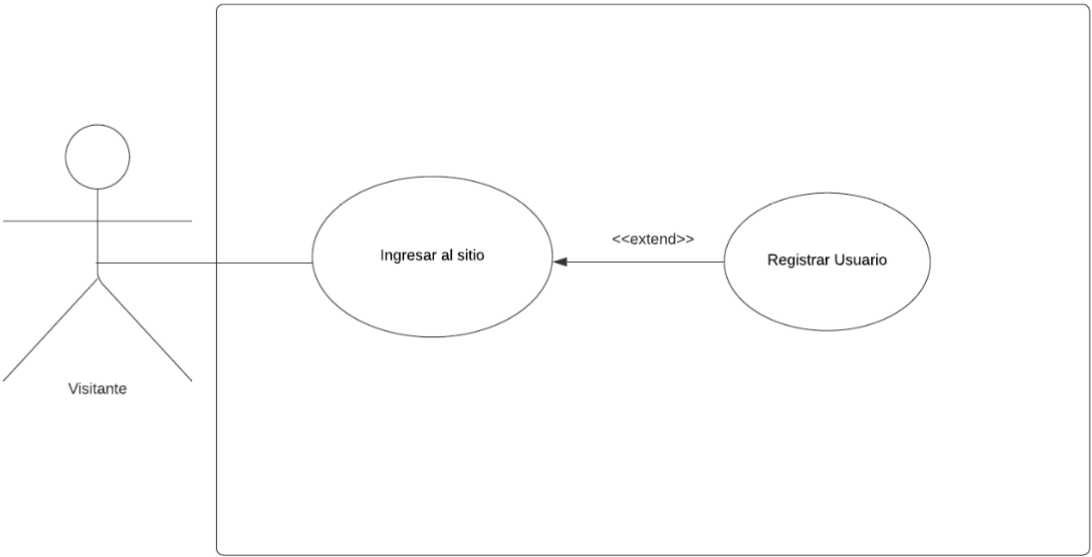 <<extend>>
Ingresar al sitio
Registrar Usuario
Visitante